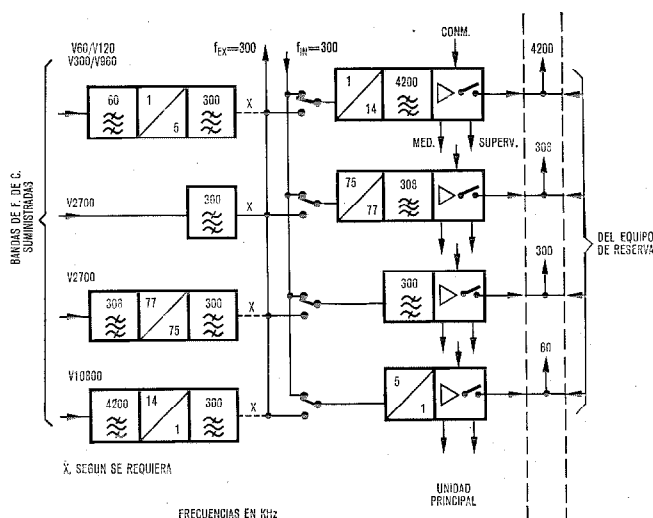 V60/V120
V300/V960
f EX=300
f IN=300
CONM.
4200
60
1
5
300
X
1
14
4200
MED.
SUPERV.
308
V2700
300
X
75
77
308
BANDAS DE F. DE C.
SUMINISTRADAS
DEL EQUIPO
DE RESERVA
V2700
308
77
75
300
X
300
300
V10800
4200
14
1
300
X
5
1
60
X, SEGUN SE REQUIERA
UNIDAD
PRINCIPAL
FRECUENCIAS EN KHz